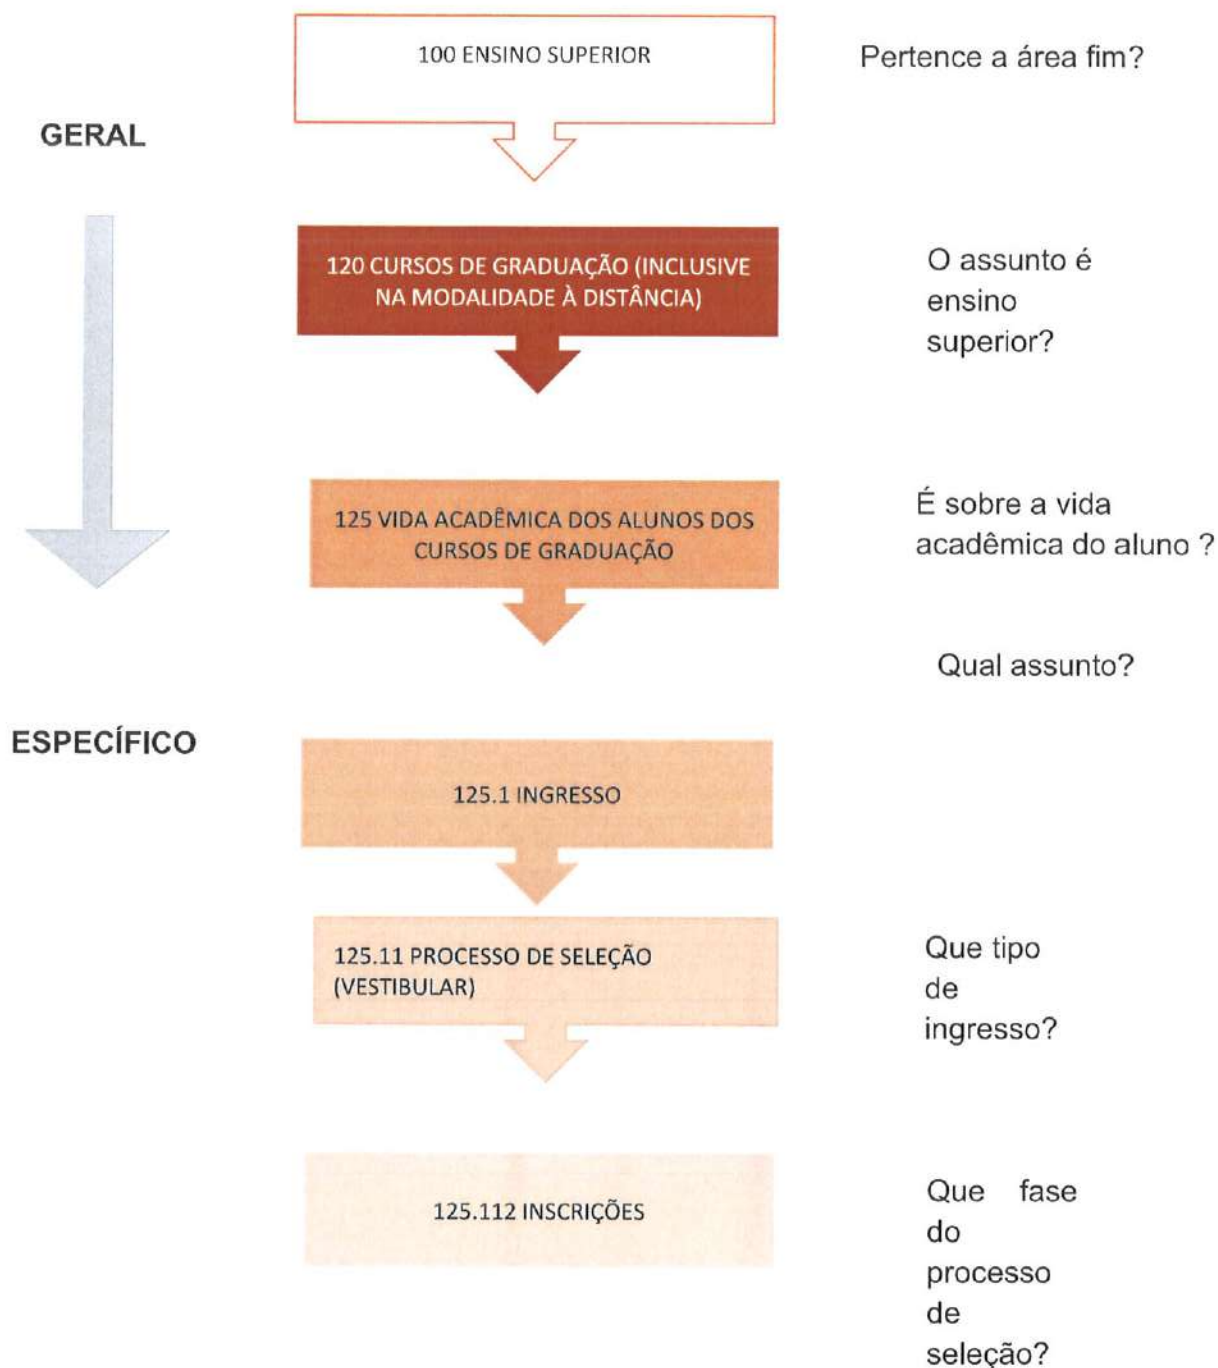 100 ENSINO SUPERIOR
Pertence a área fim?
GERAL
120 CURSOS DE GRADUAÇÃO (INCLUSIVE
NA MODALIDADE À DISTÂNCIA)
O assunto é
ensino
superior?
125 VIDA ACADÊMICA DOS ALUNOS DOS
CURSOS DE GRADUAÇÃO
É sobre a vida
acadêmica do aluno ?
Qual assunto?
ESPECÍFICO
125.1 INGRESSO
125.11 PROCESSO DE SELEÇÃO
(VESTIBULAR)
Que tipo
de
ingresso?
125.112 INSCRIÇÕES
Que fase
do
processo
de
seleção?